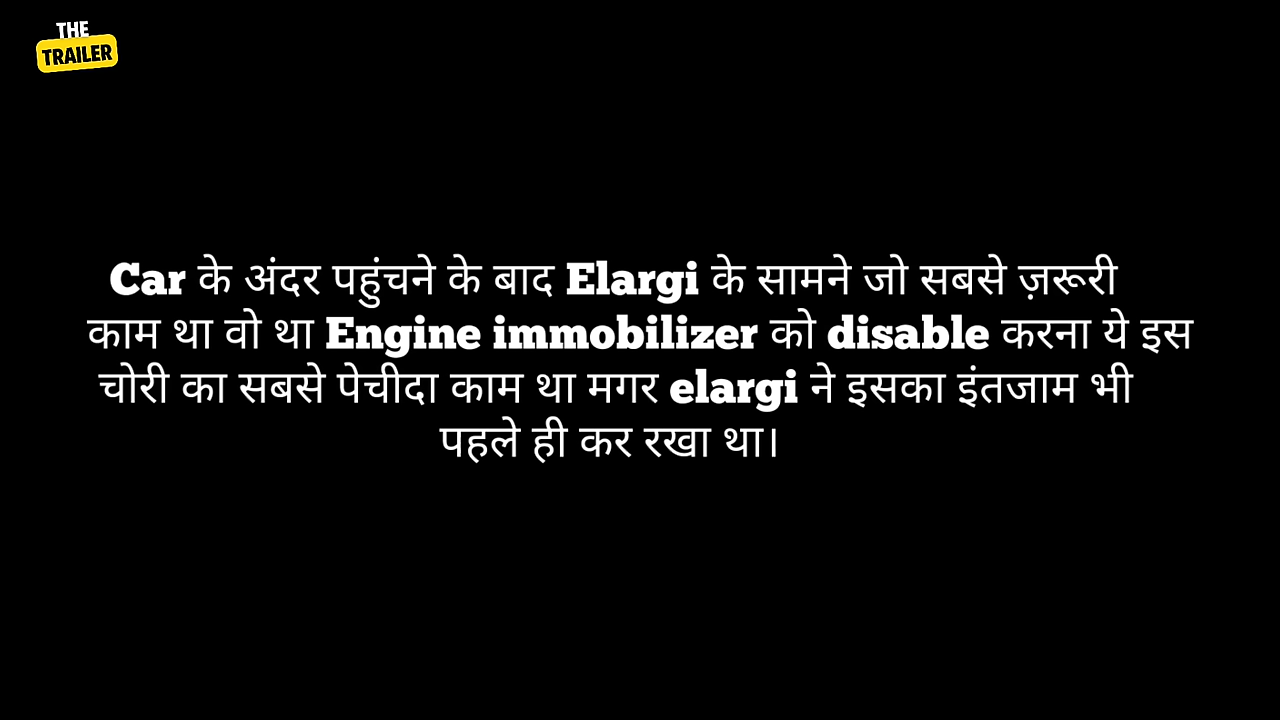 THE
TRAILER
Car के अंदर पहुंचने के बाद Elargi के सामने जो सबसे ज़रूरी
काम था वो था Engine immobilizer को disable करना ये इस
चोरी का सबसे पेचीदा काम था मगर elargi ने इसका इंतजाम भी
पहले ही कर रखा था।